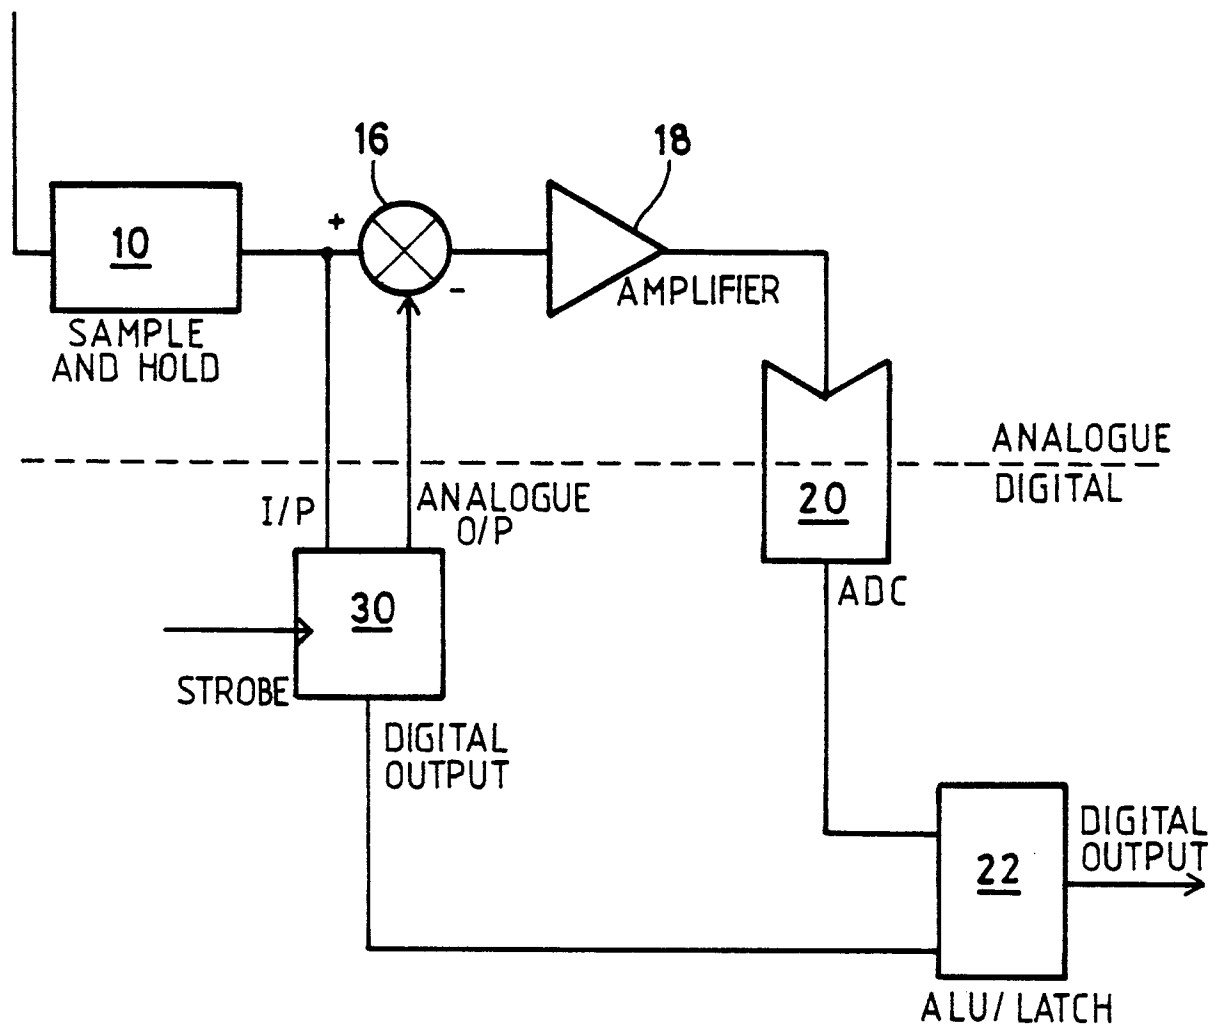 16
18
+
10
-
AMPLIFIER
SAMPLE
AND HOLD
ANALOGUE
DIGITAL
20
I/P
ANALOGUE
O/P
ADC
30
STROBE
DIGITAL
OUTPUT
DIGITAL
OUTPUT
22
ALU/LATCH